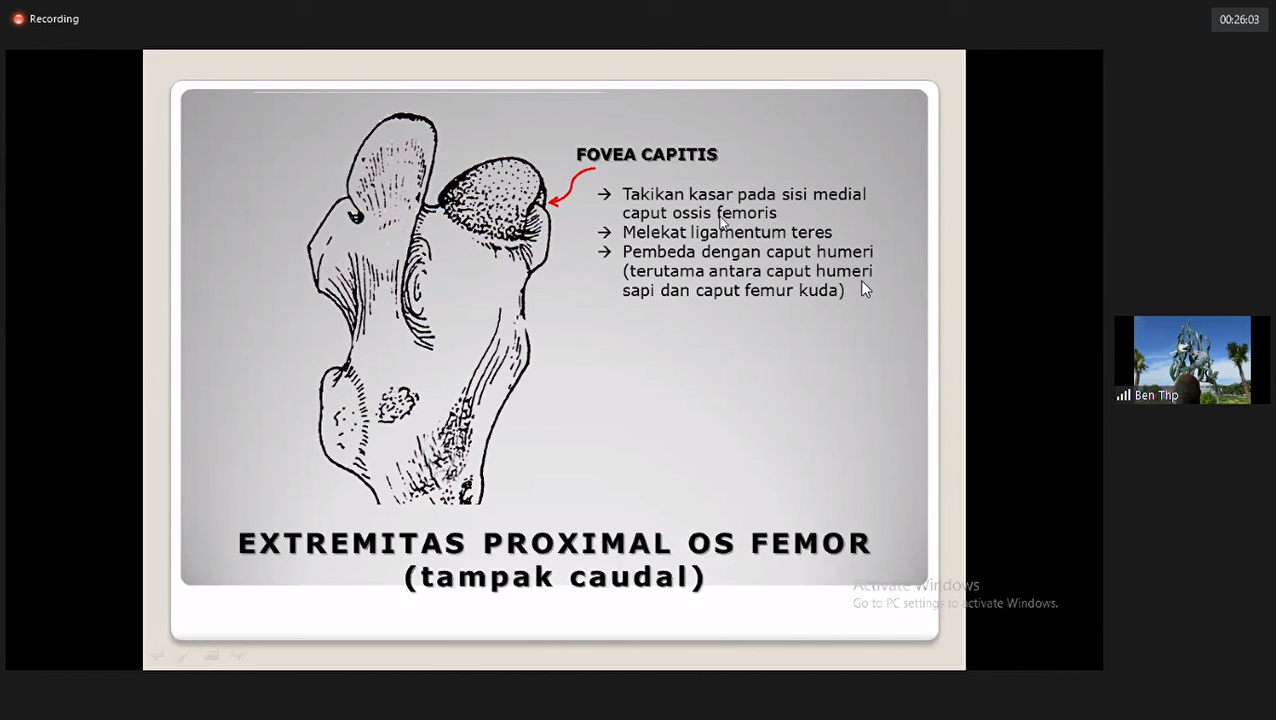 Recording
00:26:03
FOVEA CAPITIS
→ Takikan kasar pada sisi medial
caput ossis femoris
→ Melekat ligamentum teres
→ Pembeda dengan caput humeri
(terutama antara caput humeri
sapi dan caput femur kuda)
Ben Thp
EXTREMITAS PROXIMAL OS FEMOR
(tampak caudal)
Activate Windows
Go to PC settings to activate Windows.